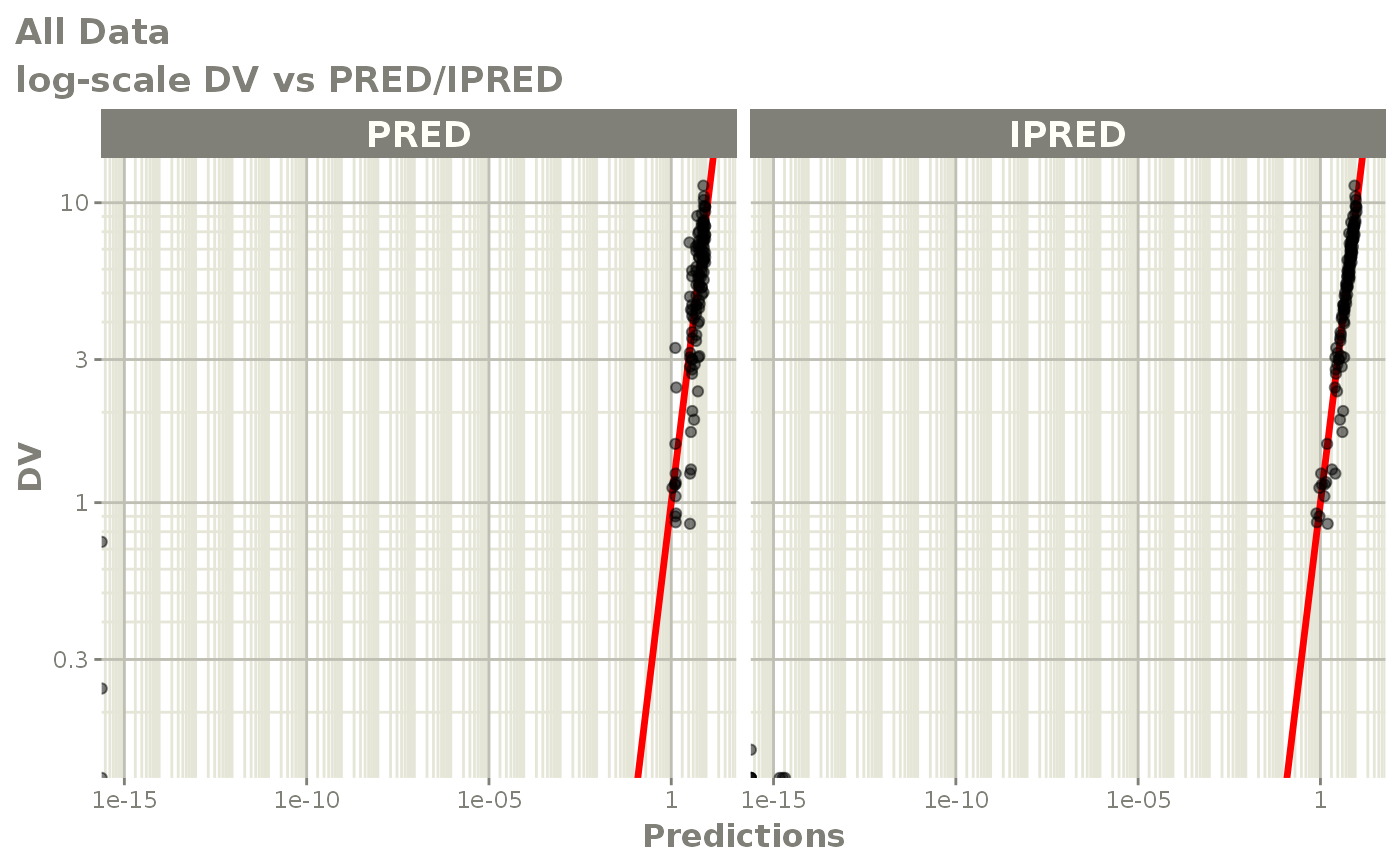 All Data
log-scale DV vs PRED/IPRED
PRED
IPRED
10
3
1
0.3
DV
1e-15
1e-10
1e-05
1
1e-15
1e-10
1e-05
1
Predictions